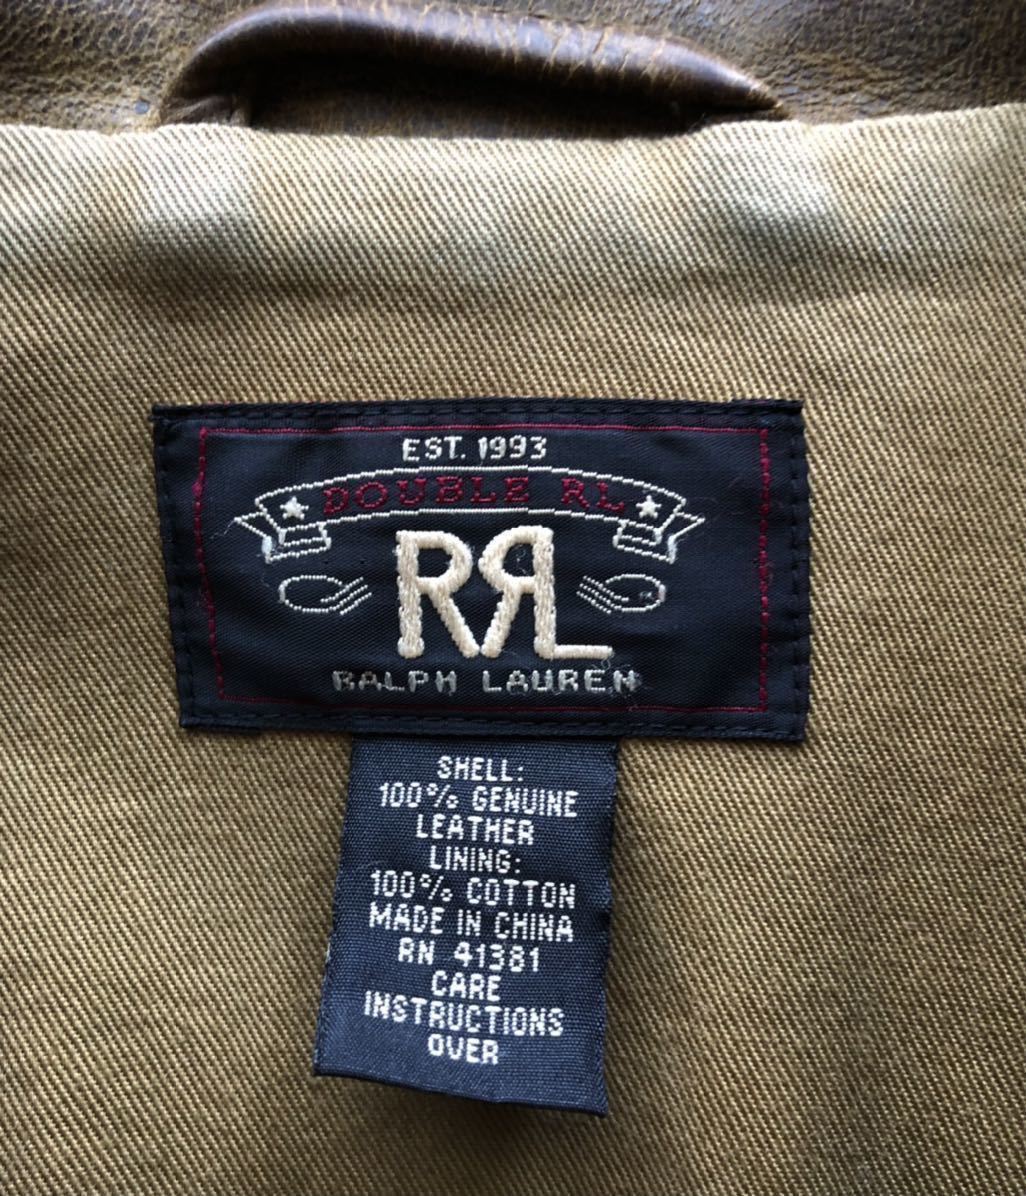 EST. 1993
DOUBLE RL
RRL
RALPH LAUREN
SHELL:
100% GENUINE
LEATHER
LINING:
100% COTTON
MADE IN CHINA
RN 41381
CARE
INSTRUCTIONS
OVER